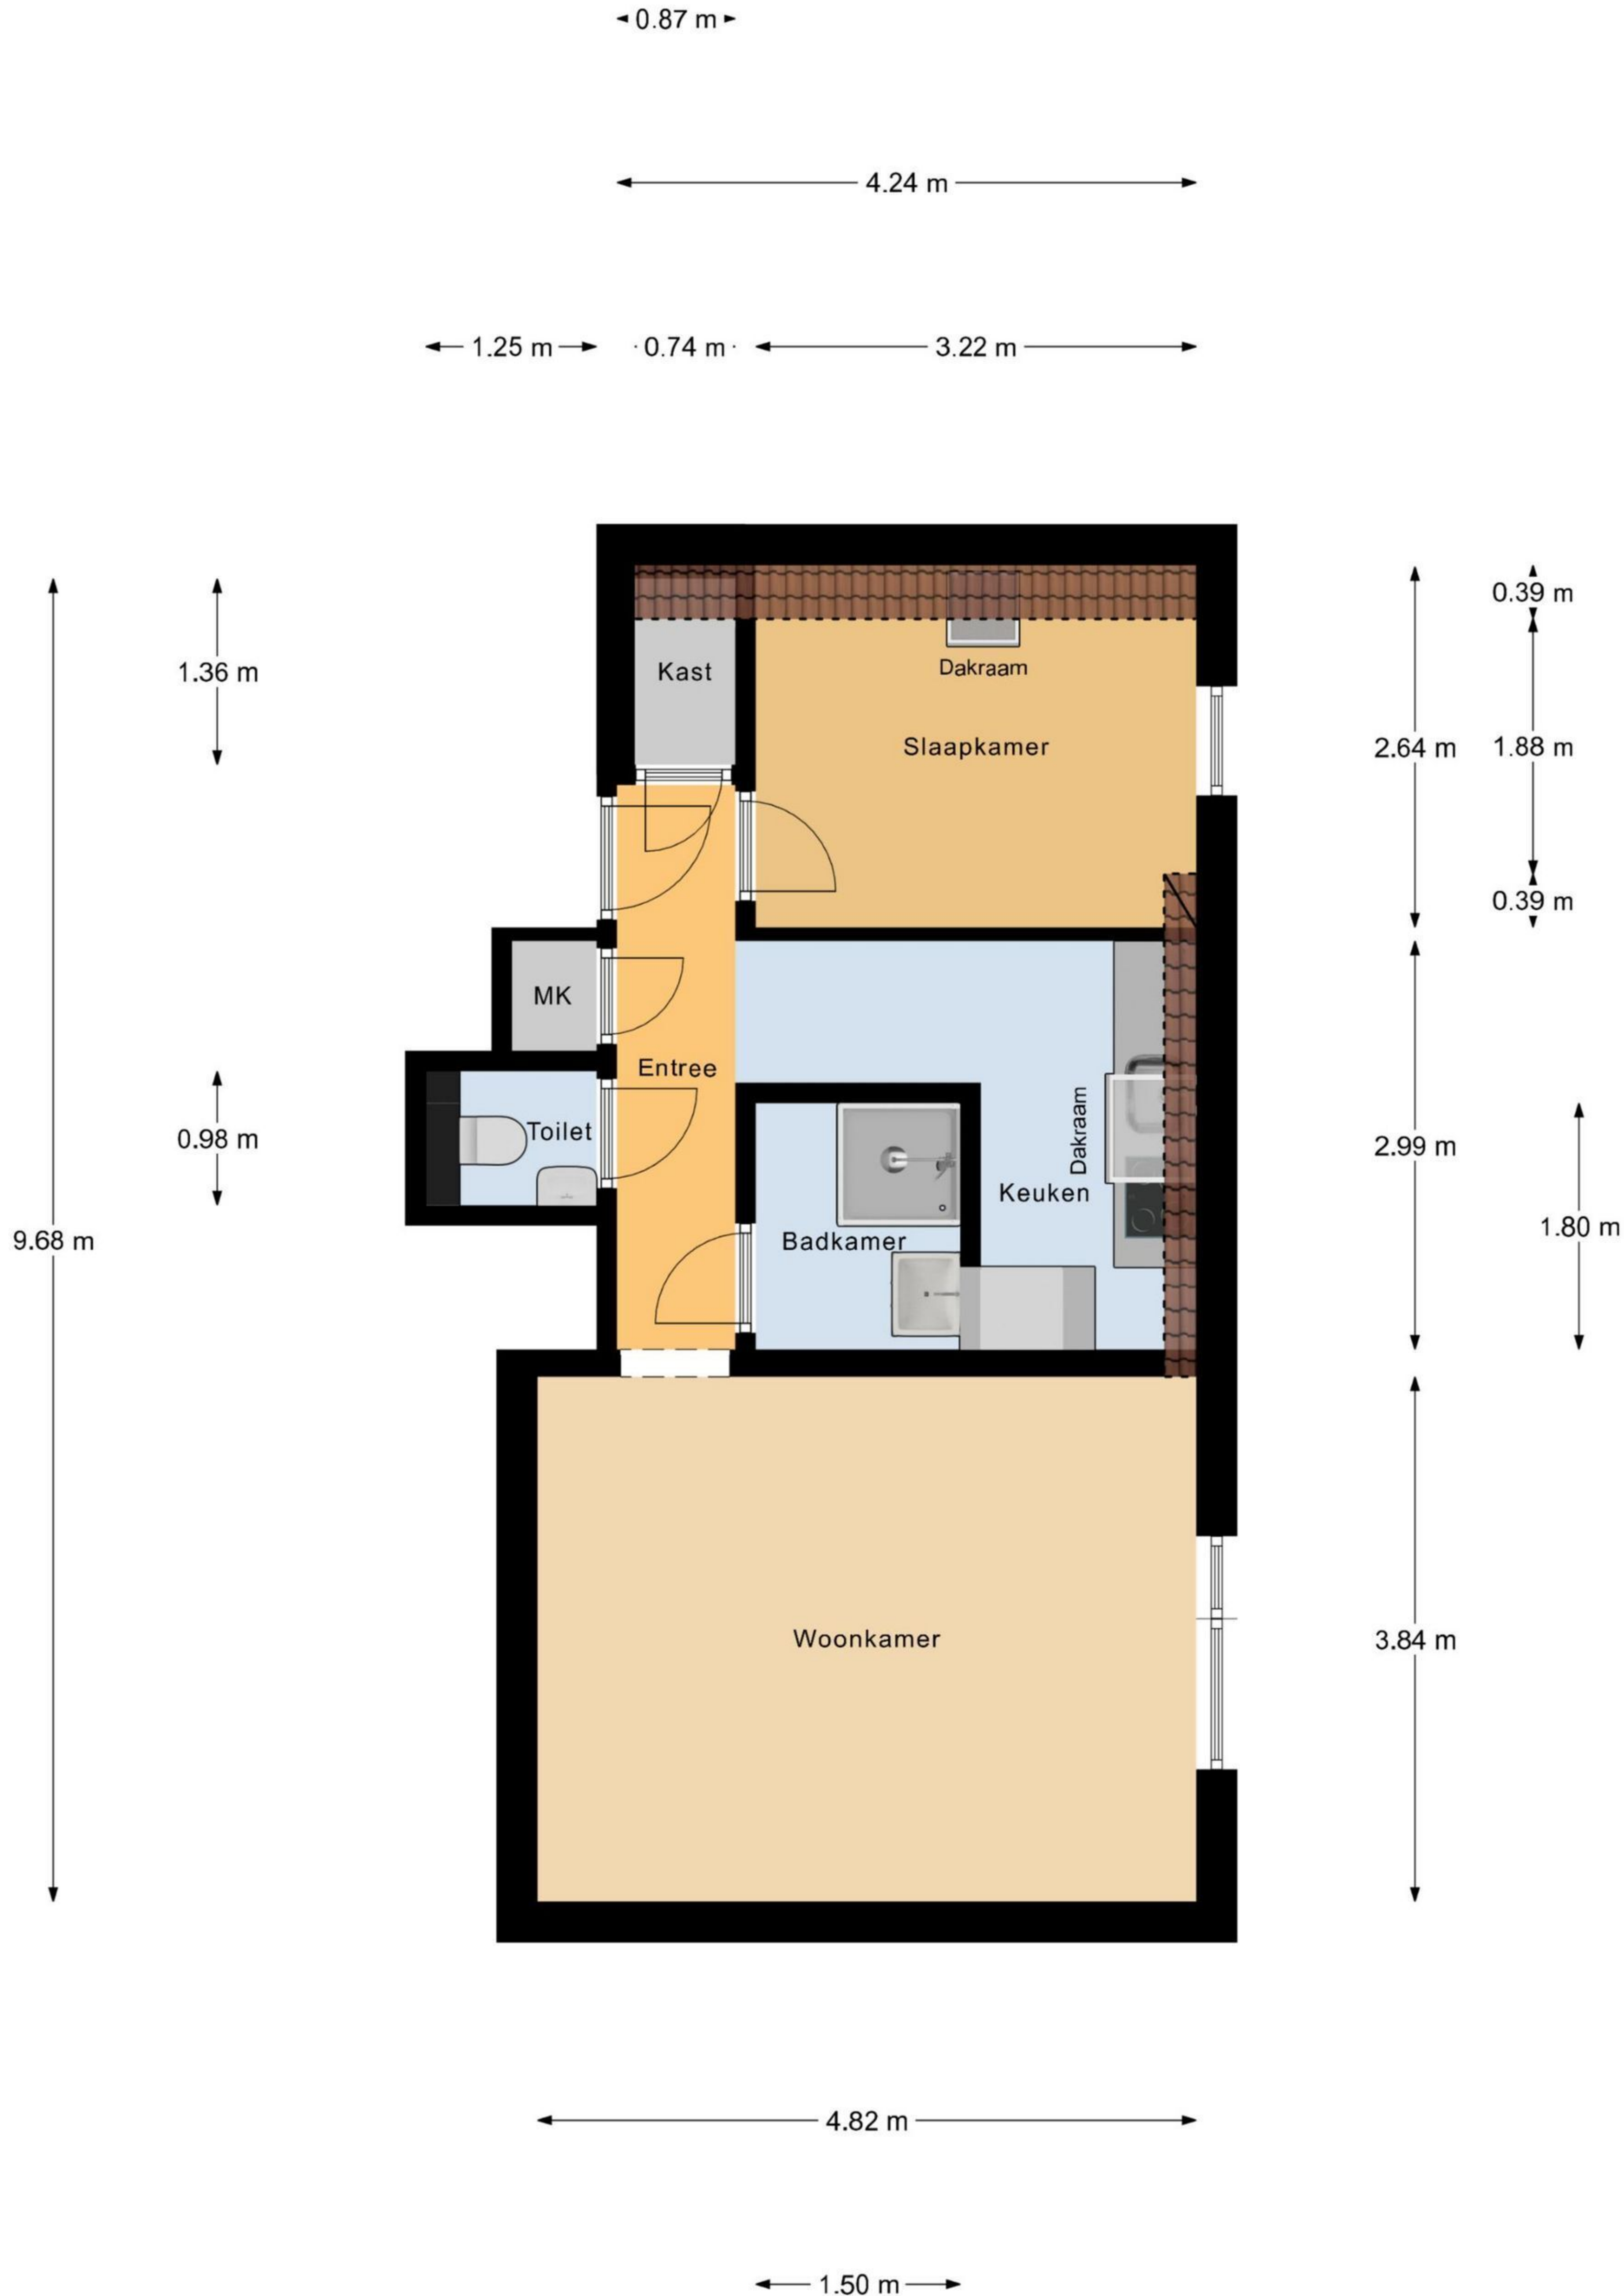 0.87 m
4.24 m
1.25 m
0.74 m
3.22 m
0.39 m
1.36 m
Kast
Dakraam
Slaapkamer
2.64 m
1.88 m
0.39 m
MK
Entree
Toilet
0.98 m
Dakraam
2.99 m
Keuken
1.80 m
9.68 m
Badkamer
Woonkamer
3.84 m
4.82 m
1.50 m